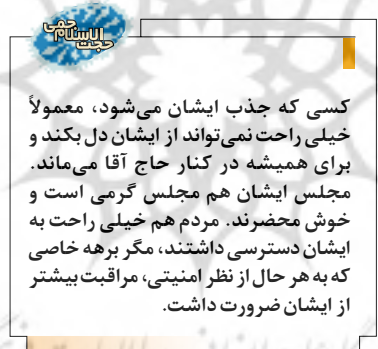 حجت الاسلام رحیمی
کسی که جذب ایشان می‌شود، معمولاً
خیلی راحت نمی‌تواند از ایشان دل بکند و
برای همیشه در کنار حاج آقا می‌ماند.
مجلس ایشان هم مجلس گرمی است و
خوش محضرند. مردم هم خیلی راحت به
ایشان دسترسی داشتند، مگر برهه خاصی
که به هر حال از نظر امنیتی، مراقبت بیشتر
از ایشان ضرورت داشت.